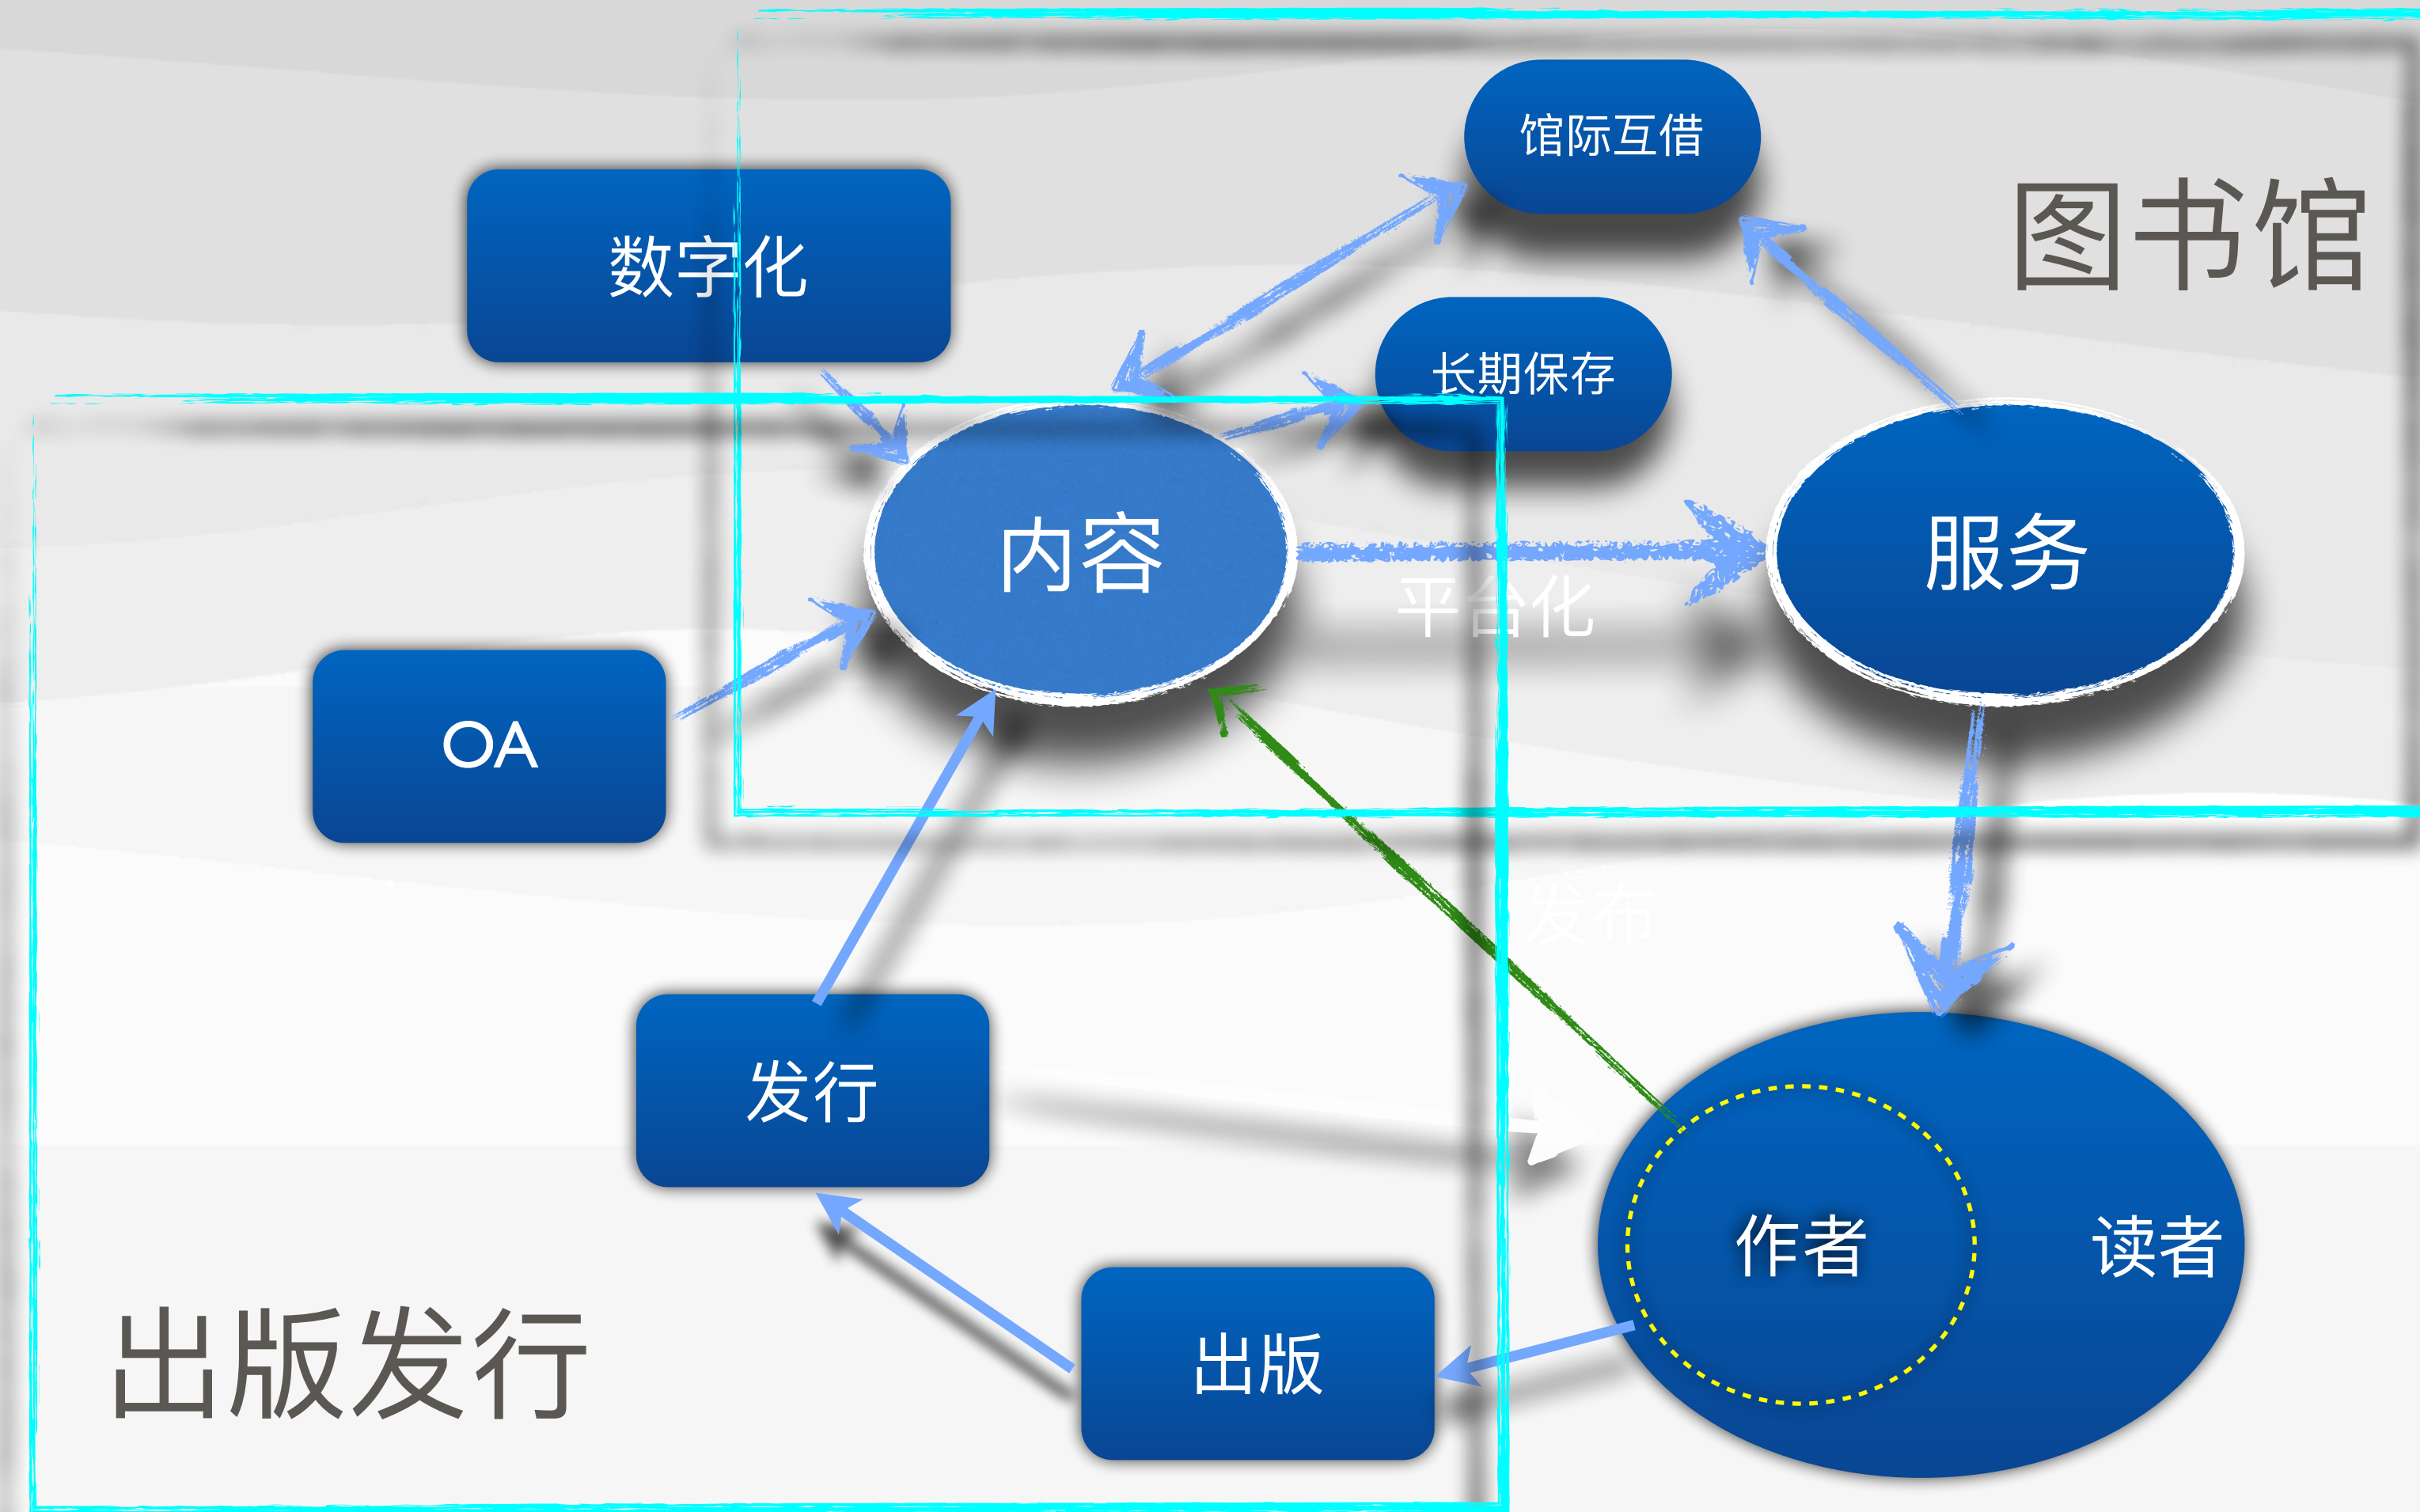 馆际互借
图书馆
数字化
长期保存
内容
服务
平台化
OA
发布
发行
作者
读者
出版发行
出版